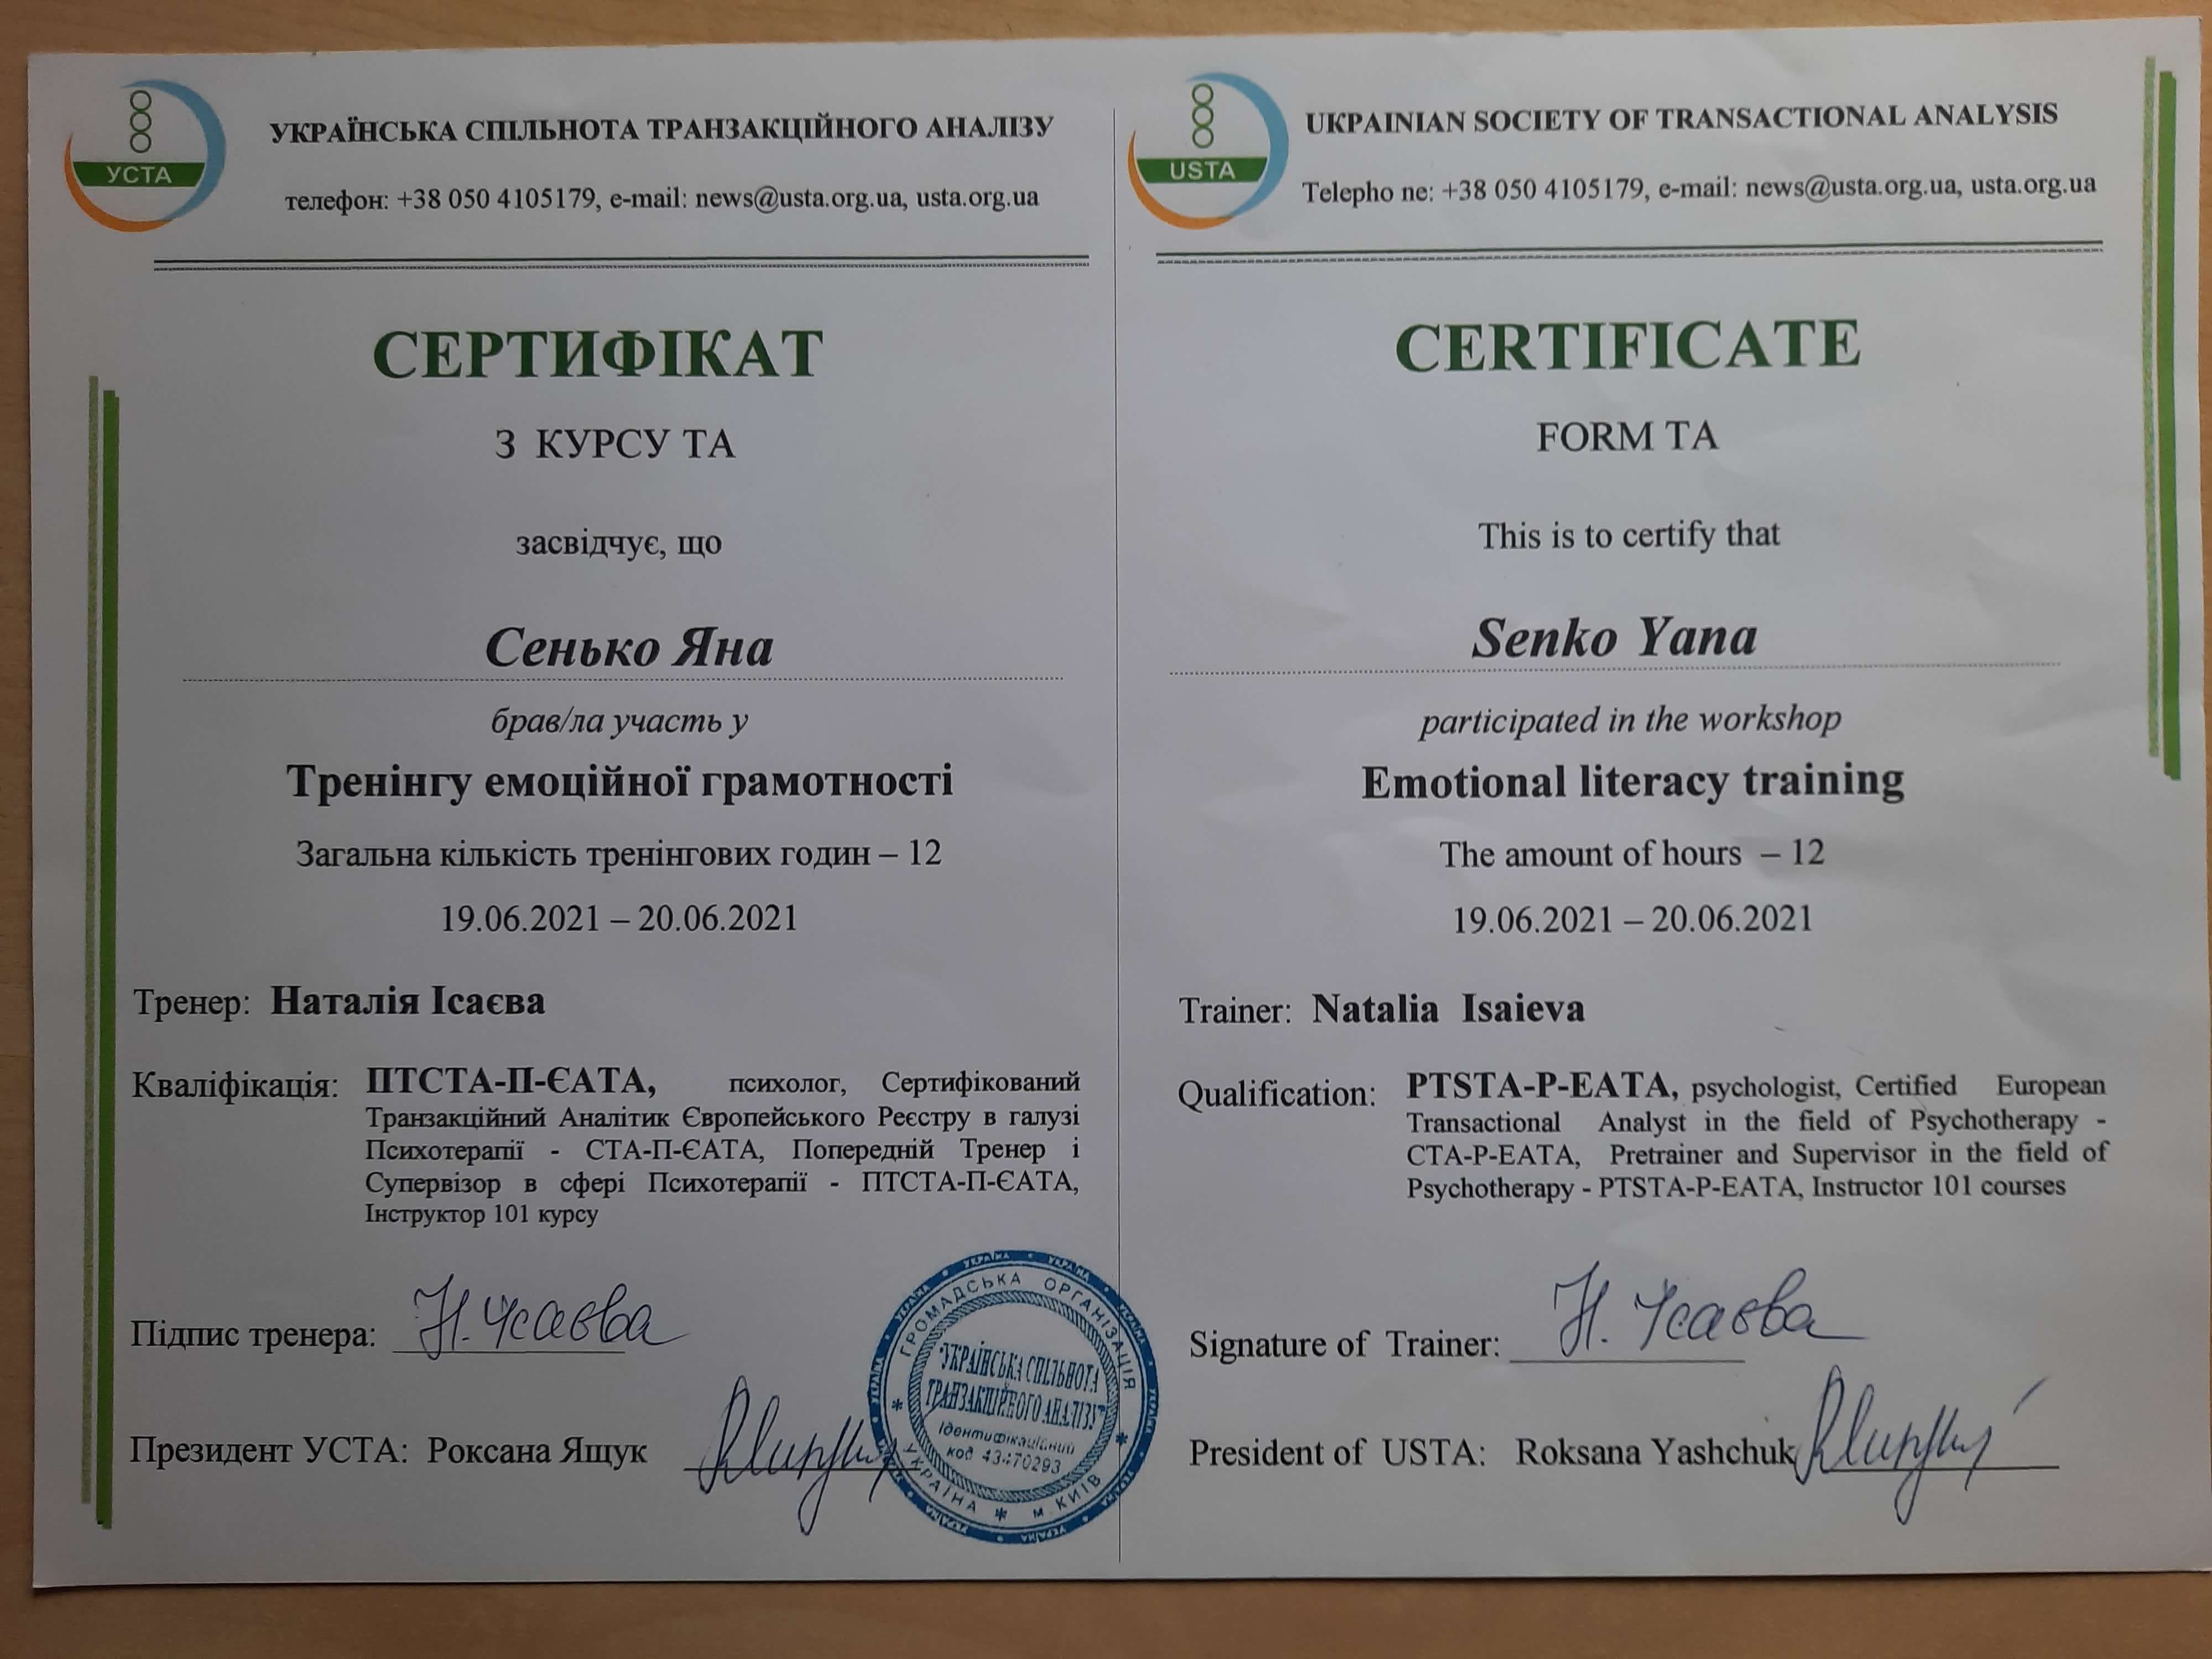 УСТА
УКРАЇНСЬКА СПІЛЬНОТА ТРАНЗАКЦІЙНОГО АНАЛІЗУ
телефон: +38 050 4105179, e-mail: news@usta.org.ua, usta.org.ua
СЕРТИФІКАТ
З КУРСУ ТА
засвідчує, що
Сенько Яна
брав/ла участь у
Тренінгу емоційної грамотності
Загальна кількість тренінгових годин – 12
19.06.2021 – 20.06.2021
Тренер: Наталія Ісаєва
Кваліфікація: ПТСТА-П-ЄАТА, психолог, Сертифікований
Транзакційний Аналітик Європейського Реєстру в галузі
Психотерапії - СТА-П-ЄАТА, Попередній Тренер і
Супервізор в сфері Психотерапії - ПТСТА-П-ЄАТА,
Інструктор 101 курсу
Підпис тренера: Н. Ісаєва
Президент УСТА: Роксана Ящук
ГРОМАДСЬКА ОРГАНІЗАЦІЯ
"УКРАЇНСЬКА СПІЛЬНОТА
ТРАНЗАКЦІЙНОГО АНАЛІЗУ"
Ідентифікаційний
код 43470293
УКРАЇНА * м. КИЇВ
USTA
UKPAINIAN SOCIETY OF TRANSACTIONAL ANALYSIS
Telepho ne: +38 050 4105179, e-mail: news@usta.org.ua, usta.org.ua
CERTIFICATE
FORM TA
This is to certify that
Senko Yana
participated in the workshop
Emotional literacy training
The amount of hours – 12
19.06.2021 – 20.06.2021
Trainer: Natalia Isaieva
Qualification: PTSTA-P-EATA, psychologist, Certified European
Transactional Analyst in the field of Psychotherapy -
CTA-P-EATA, Pretrainer and Supervisor in the field of
Psychotherapy - PTSTA-P-EATA, Instructor 101 courses
Signature of Trainer: Н. Ісаєва
President of USTA: Roksana Yashchuk